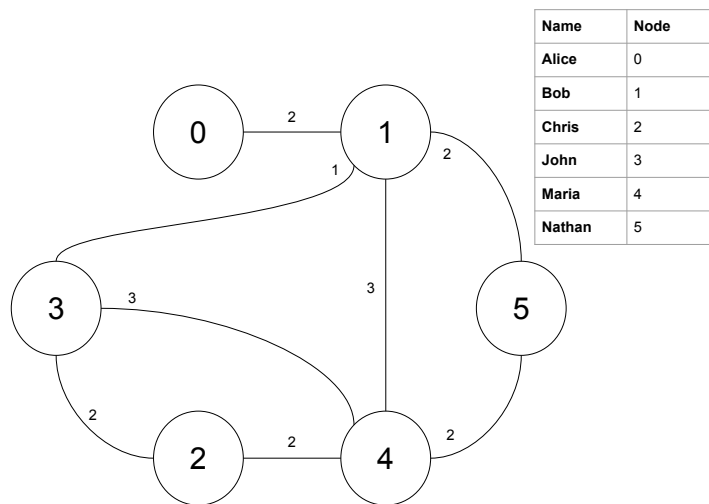 Name Node
Alice 0
Bob 1
Chris 2
John 3
Maria 4
Nathan 5
0 2 1
1 2
3 3 3 5
2 2 2 4 2